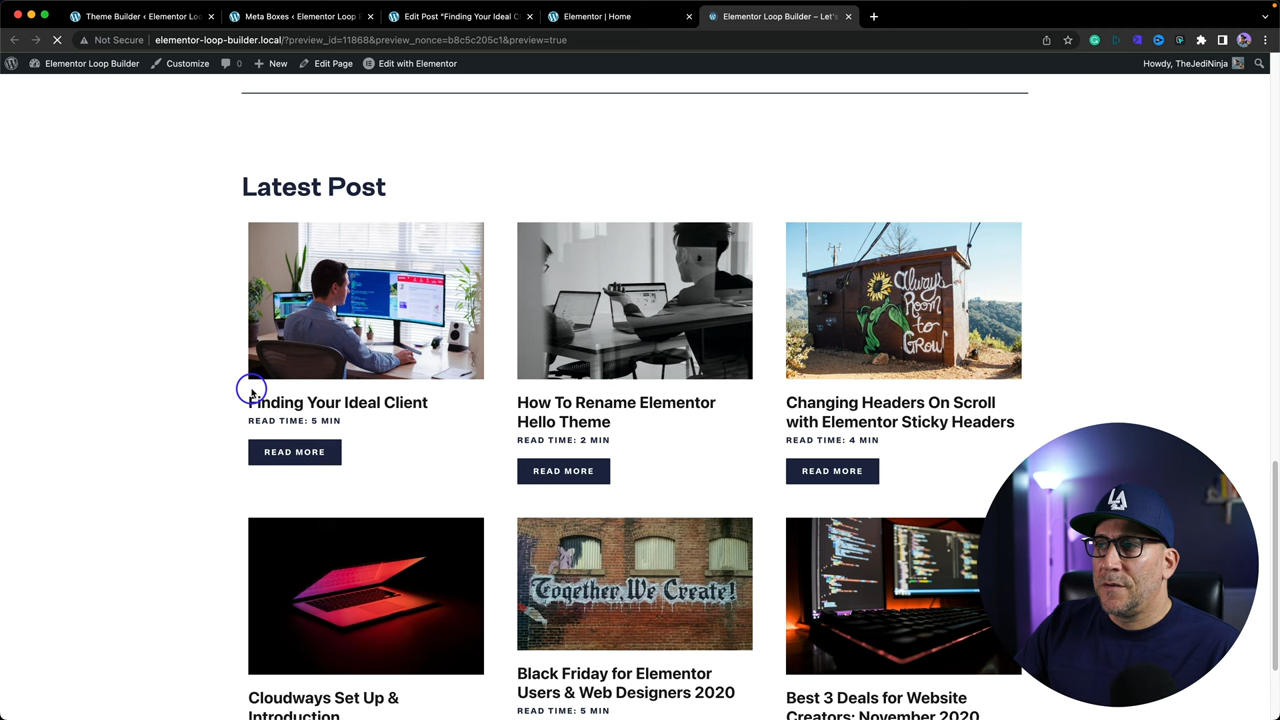 Theme Builder ‹ Elementor Lo
Meta Boxes ‹ Elementor Loop
Edit Post "Finding Your Ideal C
Elementor | Home
Elementor Loop Builder – Let's
Not Secure
elementor-loop-builder.local/?preview_id=11868&preview_nonce=b8c5c205c1&preview=true
Elementor Loop Builder
Customize
0
New
Edit Page
Edit with Elementor
Howdy, TheJediNinja
Latest Post
Always
Room
to
Grow
Finding Your Ideal Client
READ TIME: 5 MIN
READ MORE
How To Rename Elementor
Hello Theme
READ TIME: 2 MIN
READ MORE
Changing Headers On Scroll
with Elementor Sticky Headers
READ TIME: 4 MIN
READ MORE
Together, We Create!
LA
Cloudways Set Up &
Introduction
Black Friday for Elementor
Users & Web Designers 2020
READ TIME: 5 MIN
Best 3 Deals for Website
Creators: November 2020